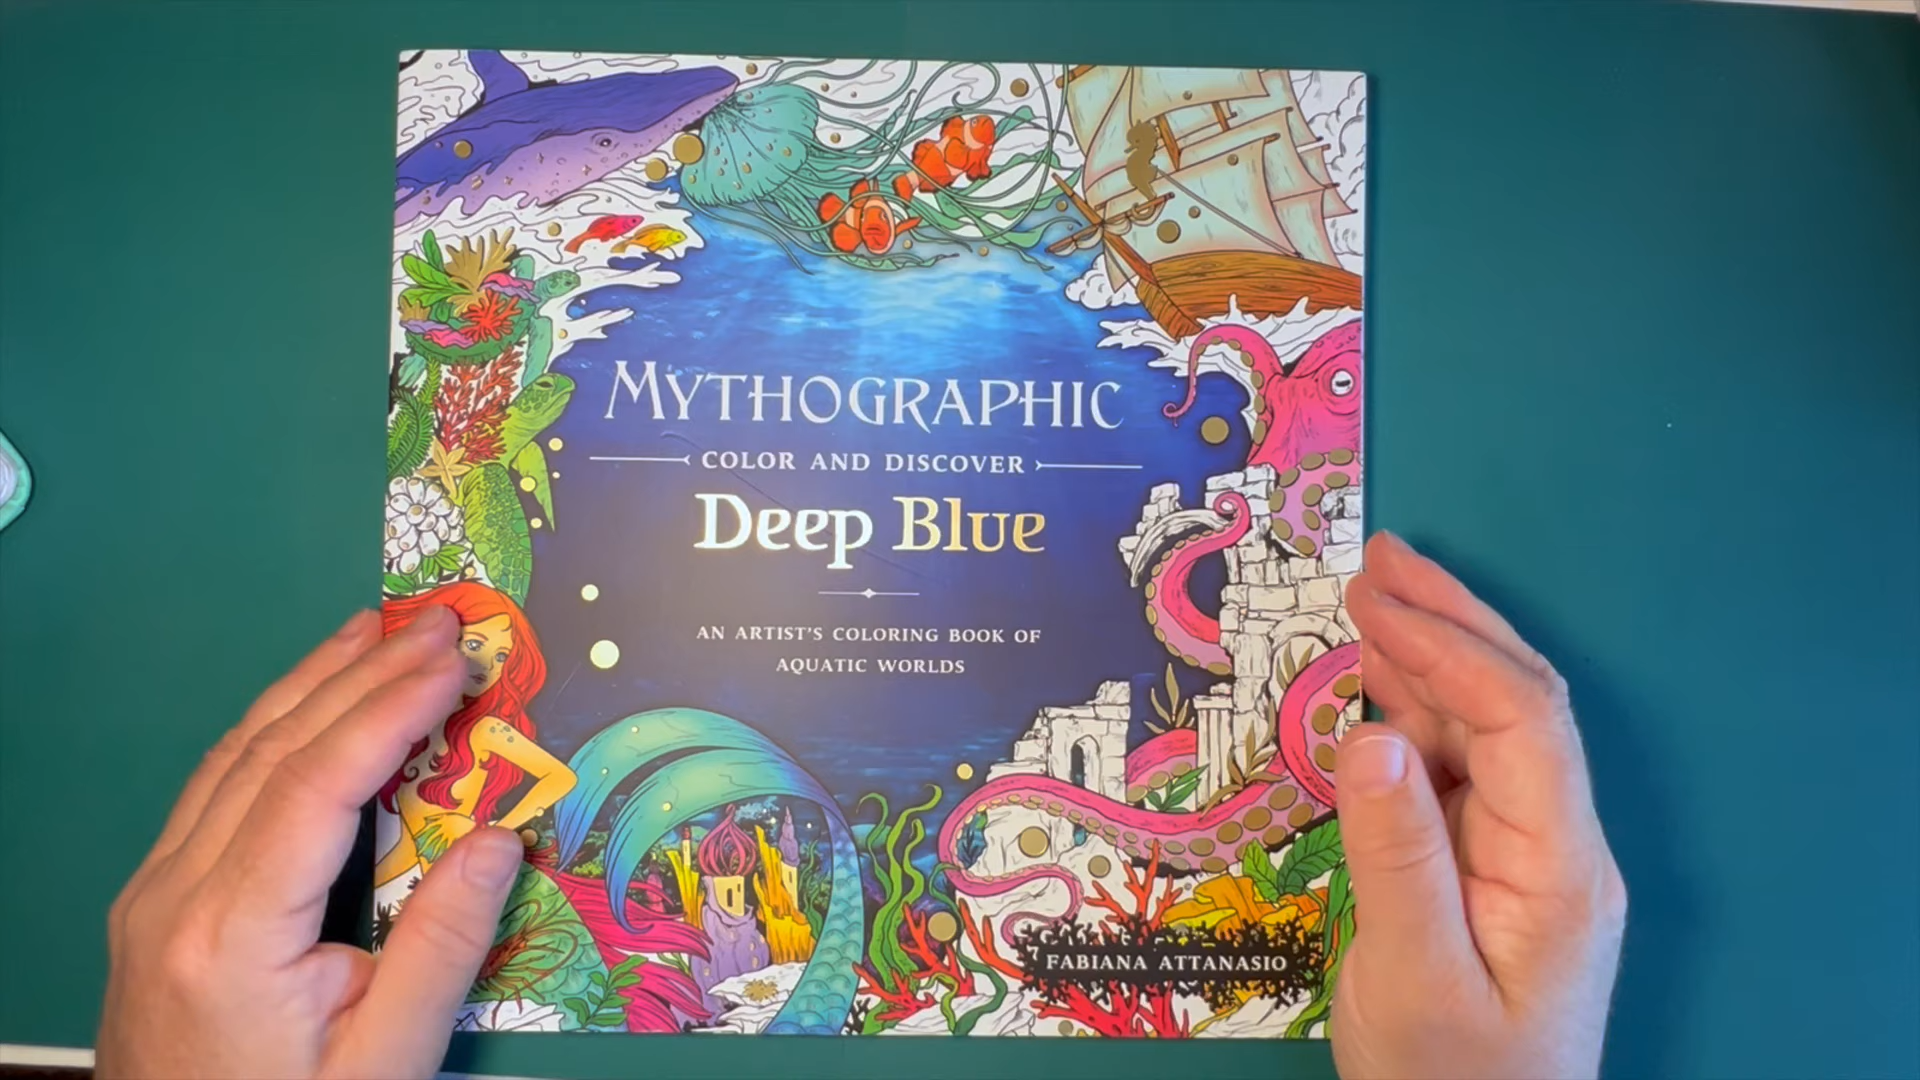 MYTHOGRAPHIC
COLOR AND DISCOVER
Deep Blue
AN ARTIST'S COLORING BOOK OF
AQUATIC WORLDS
FABIANA ATTANASIO